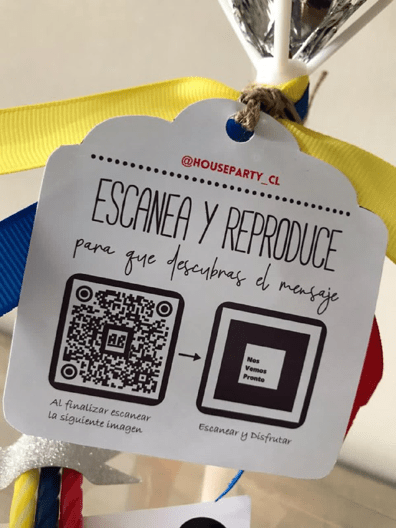 @HOUSEPARTY_CL
ESCANEA Y REPRODUCE
para que descubras el mensaje
AR
Nos
Vemos
Pronto
Al finalizar escanear
la siguiente imagen
Escanear y Disfrutar